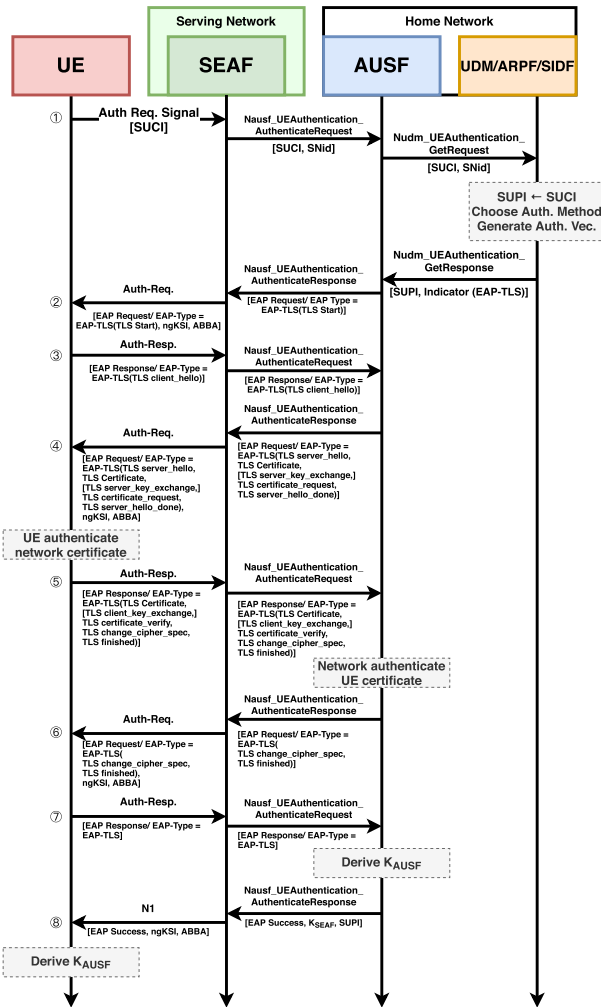 Serving Network
Home Network
UE
SEAF
AUSF
UDM/ARPF/SIDF
①
Auth Req. Signal
[SUCI]
Nausf_UEAuthentication_
AuthenticateRequest
[SUCI, SNid]
Nudm_UEAuthentication_
GetRequest
[SUCI, SNid]
SUPI ← SUCI
Choose Auth. Method
Generate Auth. Vec.
Nudm_UEAuthentication_
GetResponse
[SUPI, Indicator (EAP-TLS)]
Nausf_UEAuthentication_
AuthenticateResponse
[EAP Request/ EAP Type =
EAP-TLS(TLS Start)]
②
Auth-Req.
[EAP Request/ EAP-Type =
EAP-TLS(TLS Start), ngKSI, ABBA]
③
Auth-Resp.
[EAP Response/ EAP-Type =
EAP-TLS(TLS client_hello)]
Nausf_UEAuthentication_
AuthenticateRequest
[EAP Response/ EAP-Type =
EAP-TLS(TLS client_hello)]
Nausf_UEAuthentication_
AuthenticateResponse
[EAP Request/ EAP-Type =
EAP-TLS(TLS server_hello,
TLS Certificate,
[TLS server_key_exchange,]
TLS certificate_request,
TLS server_hello_done)]
④
Auth-Req.
[EAP Request/ EAP-Type =
EAP-TLS(TLS server_hello,
TLS Certificate,
[TLS server_key_exchange,]
TLS certificate_request,
TLS server_hello_done),
ngKSI, ABBA]
UE authenticate
network certificate
⑤
Auth-Resp.
[EAP Response/ EAP-Type =
EAP-TLS(TLS Certificate,
[TLS client_key_exchange,]
TLS certificate_verify,
TLS change_cipher_spec,
TLS finished)]
Nausf_UEAuthentication_
AuthenticateRequest
[EAP Response/ EAP-Type =
EAP-TLS(TLS Certificate,
[TLS client_key_exchange,]
TLS certificate_verify,
TLS change_cipher_spec,
TLS finished)]
Network authenticate
UE certificate
Nausf_UEAuthentication_
AuthenticateResponse
[EAP Request/ EAP-Type =
EAP-TLS(
TLS change_cipher_spec,
TLS finished)]
⑥
Auth-Req.
[EAP Request/ EAP-Type =
EAP-TLS(
TLS change_cipher_spec,
TLS finished),
ngKSI, ABBA]
⑦
Auth-Resp.
[EAP Response/ EAP-Type =
EAP-TLS]
Nausf_UEAuthentication_
AuthenticateRequest
[EAP Response/ EAP-Type =
EAP-TLS]
Derive KAUSF
Nausf_UEAuthentication_
AuthenticateResponse
[EAP Success, KSEAF, SUPI]
⑧
N1
[EAP Success, ngKSI, ABBA]
Derive KAUSF